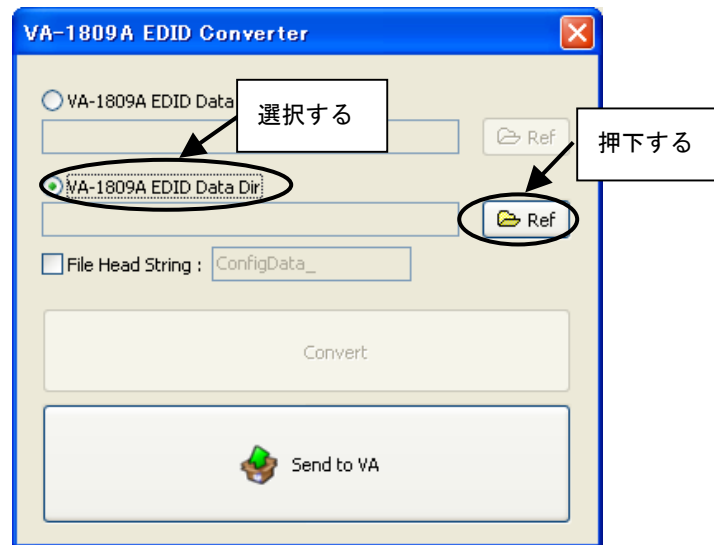 VA-1809A EDID Converter
VA-1809A EDID Data
選択する
Ref
押下する
VA-1809A EDID Data Dir
Ref
File Head String : ConfigData_
Convert
Send to VA